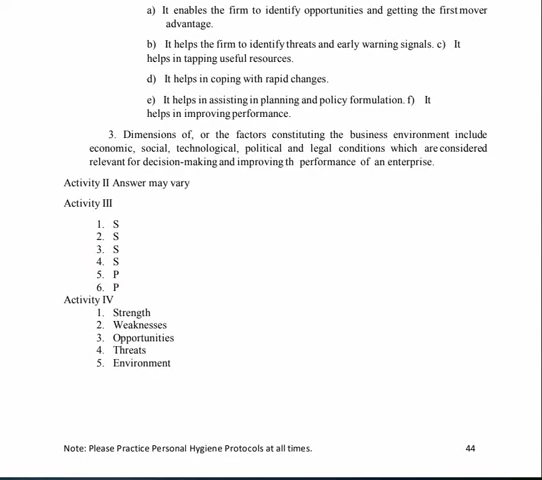 a) It enables the firm to identify opportunities and getting the first mover
advantage.
b) It helps the firm to identify threats and early warning signals. c) It
helps in tapping useful resources.
d) It helps in coping with rapid changes.
e) It helps in assisting in planning and policy formulation. f) It
helps in improving performance.
3. Dimensions of, or the factors constituting the business environment include
economic, social, technological, political and legal conditions which are considered
relevant for decision-making and improving th performance of an enterprise.
Activity II Answer may vary
Activity III
1. S
2. S
3. S
4. S
5. P
6. P
Activity IV
1. Strength
2. Weaknesses
3. Opportunities
4. Threats
5. Environment
Note: Please Practice Personal Hygiene Protocols at all times. 44